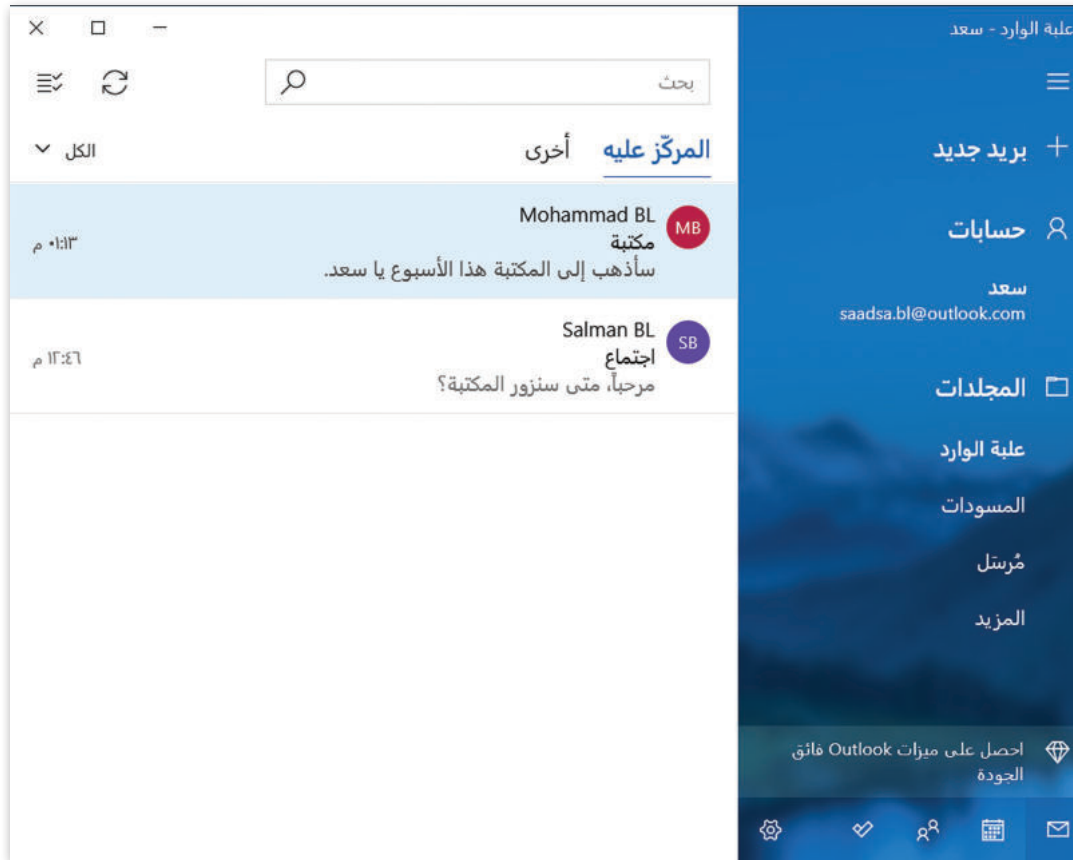 علبة الوارد - سعد
بريد جديد
حسابات
سعد
saadsa.bl@outlook.com
المجلدات
علبة الوارد
المسودات
مُرسَل
المزيد
احصل على ميزات Outlook فائق
الجودة
بحث
المركّز عليه أخرى الكل
Mohammad BL
MB
مكتبة
٠١:١٣ م
سأذهب إلى المكتبة هذا الأسبوع يا سعد.
Salman BL
SB
اجتماع
١٢:٤٦ م
مرحباً، متى سنزور المكتبة؟